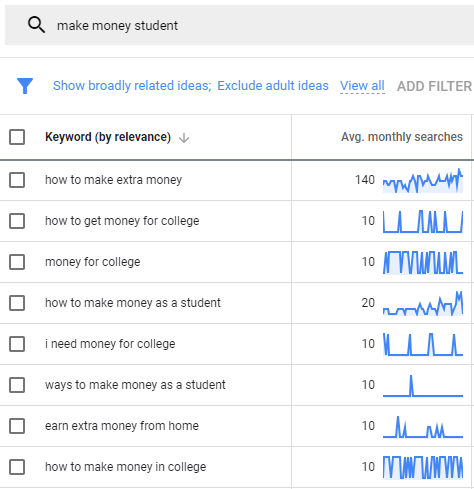 make money student
Show broadly related ideas; Exclude adult ideas View all ADD FILTER
Keyword (by relevance) Avg. monthly searches
how to make extra money 140
how to get money for college 10
money for college 10
how to make money as a student 20
i need money for college 10
ways to make money as a student 10
earn extra money from home 10
how to make money in college 10